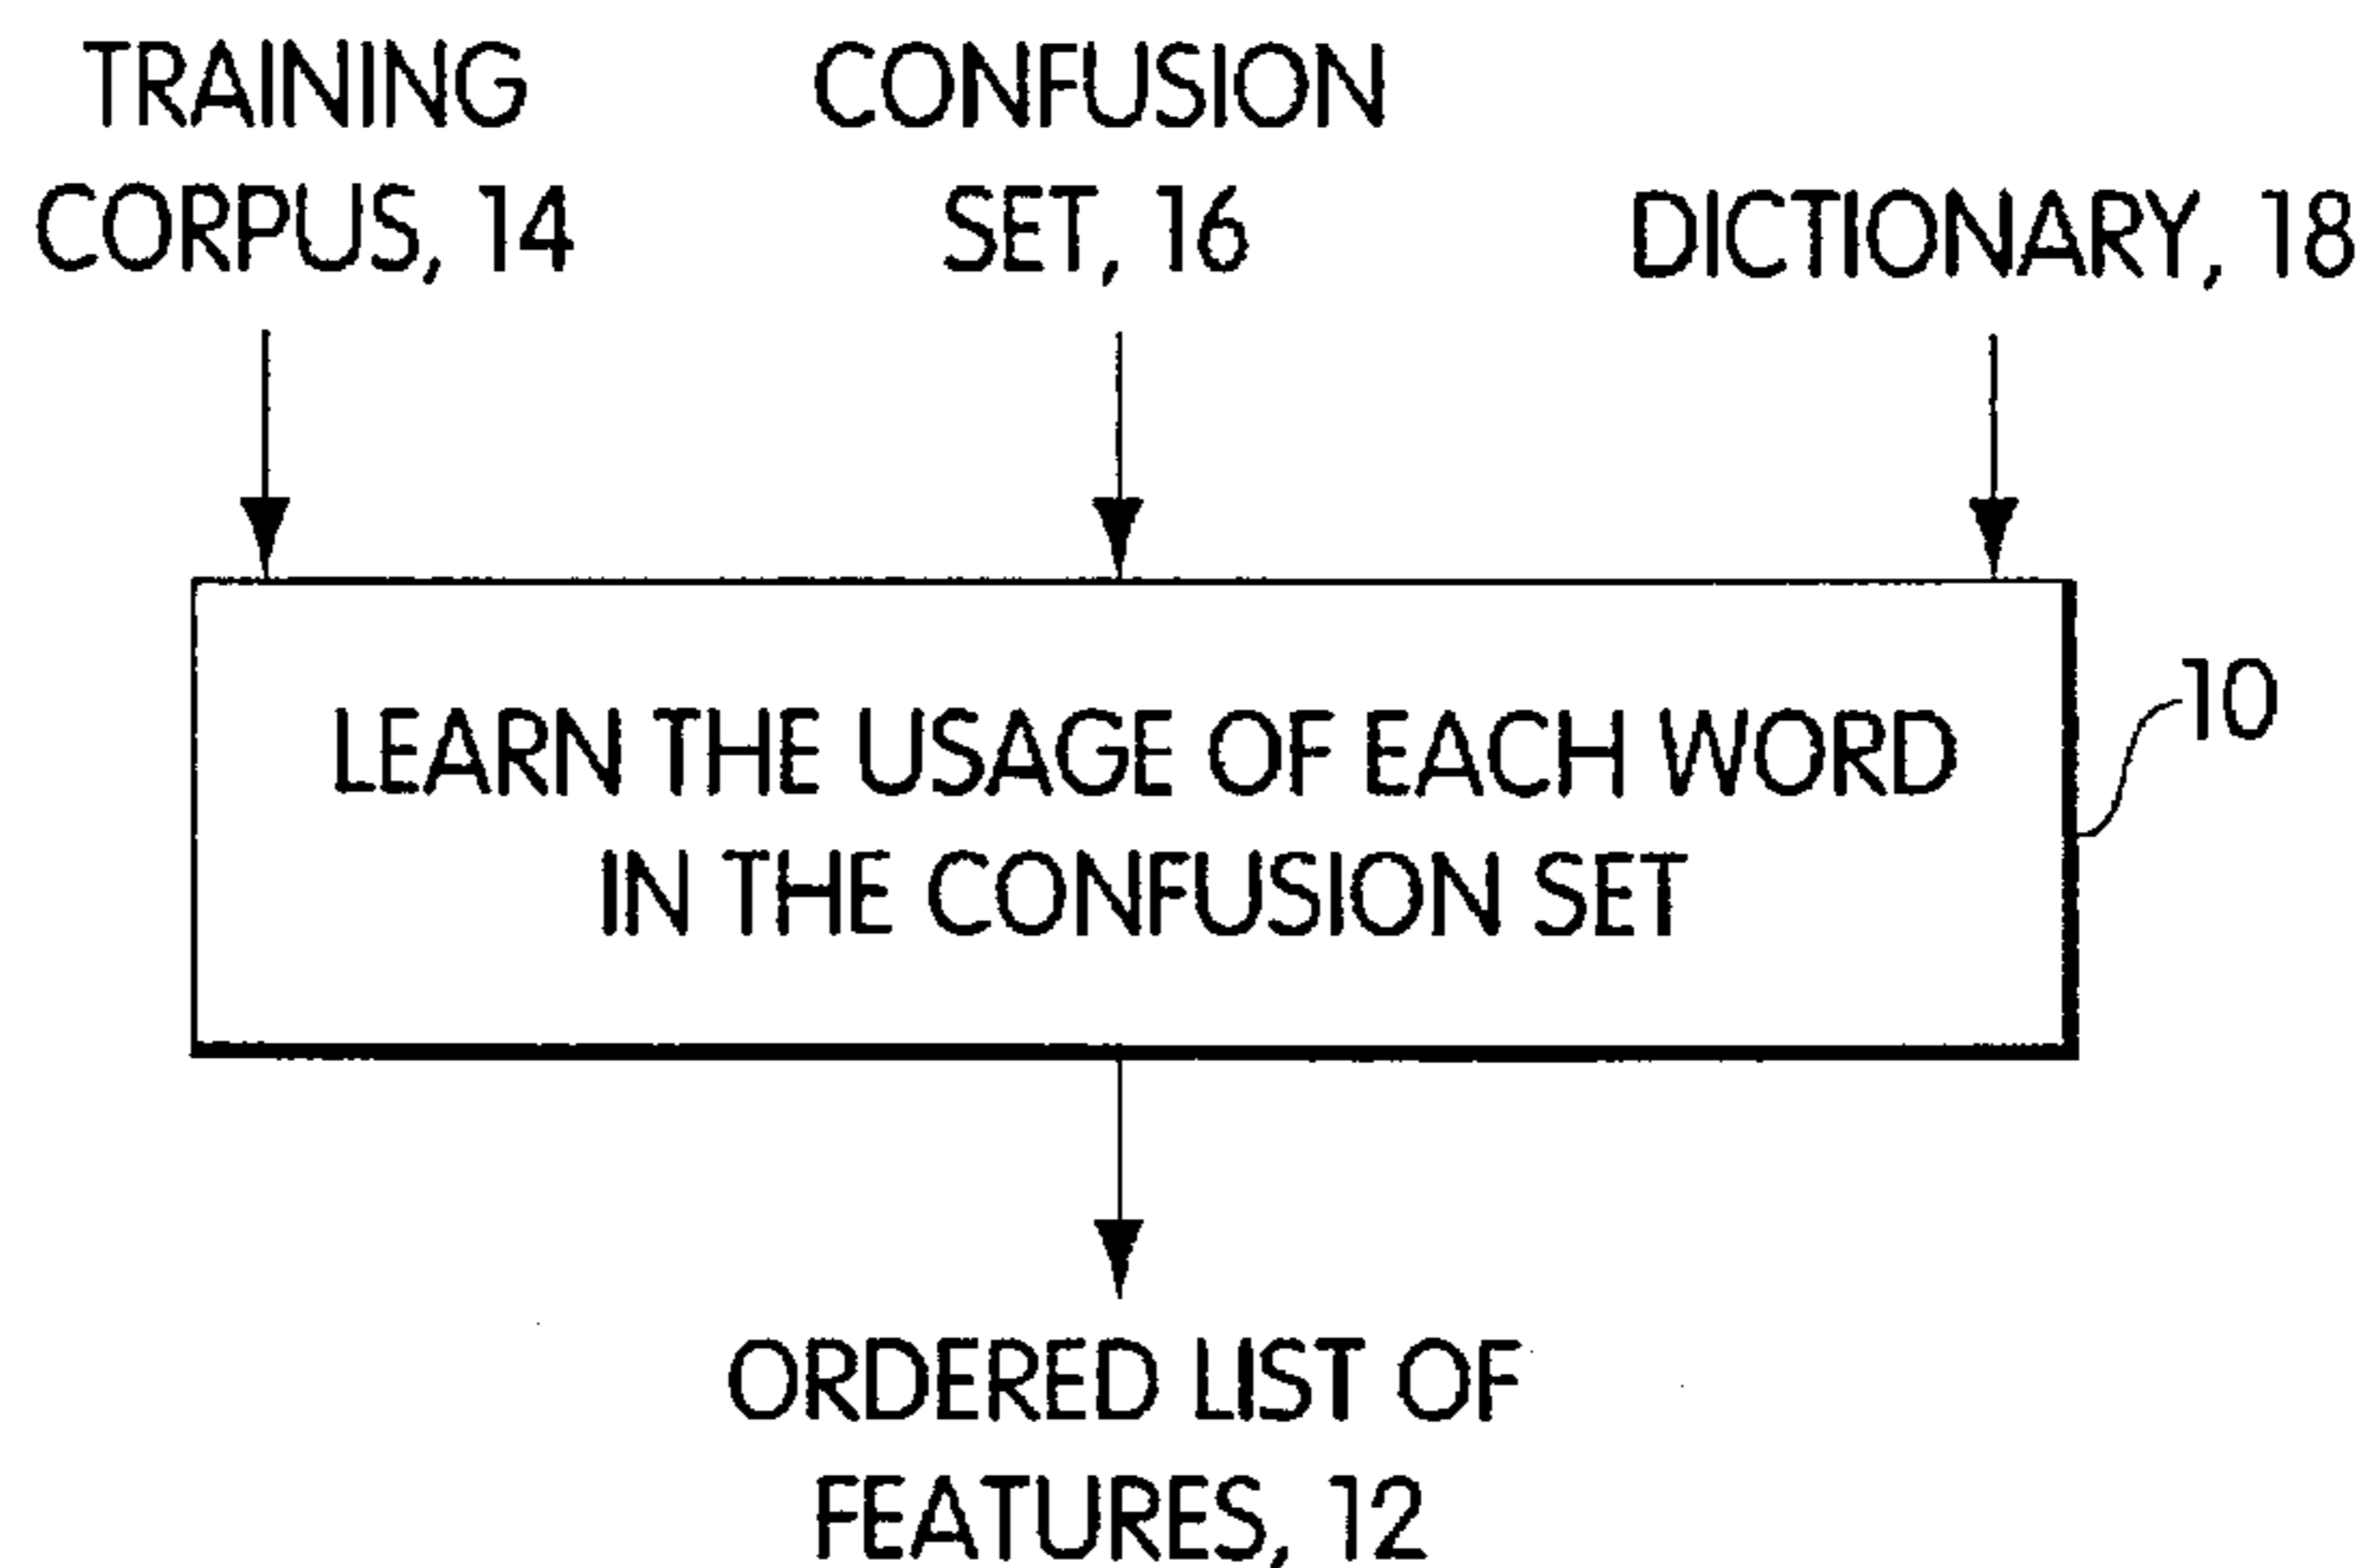 TRAINING
CORPUS, 14
CONFUSION
SET, 16
DICTIONARY, 18
LEARN THE USAGE OF EACH WORD
IN THE CONFUSION SET
10
ORDERED LIST OF
FEATURES, 12